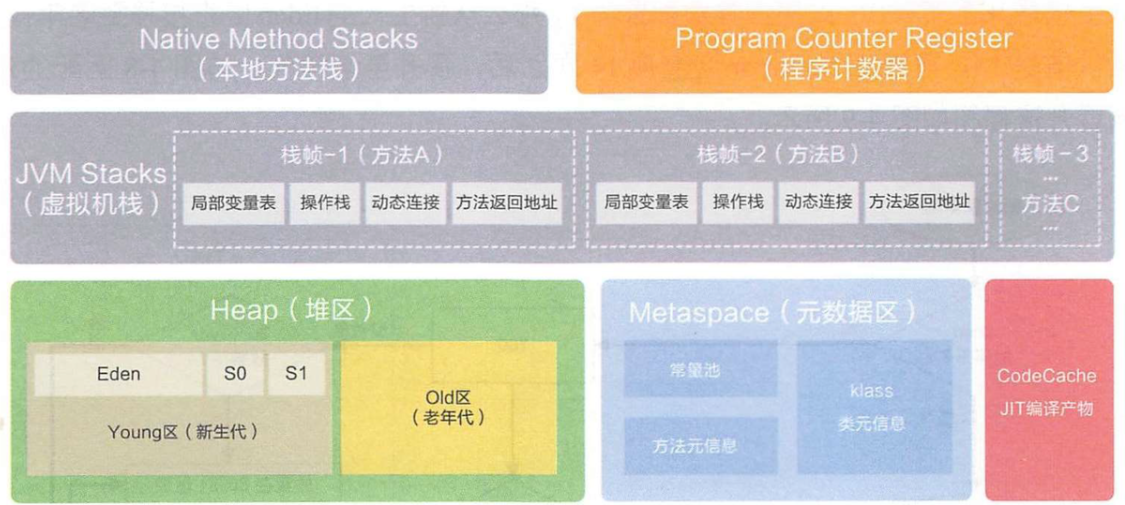 Native Method Stacks
（本地方法栈）
Program Counter Register
（程序计数器）
JVM Stacks
（虚拟机栈）
栈帧-1（方法A）
局部变量表
操作栈
动态连接
方法返回地址
栈帧-2（方法B）
局部变量表
操作栈
动态连接
方法返回地址
栈帧-3
...
方法C
...
Heap（堆区）
Eden
S0
S1
Young区（新生代）
Old区
（老年代）
Metaspace（元数据区）
常量池
方法元信息
klass
类元信息
CodeCache
JIT编译产物